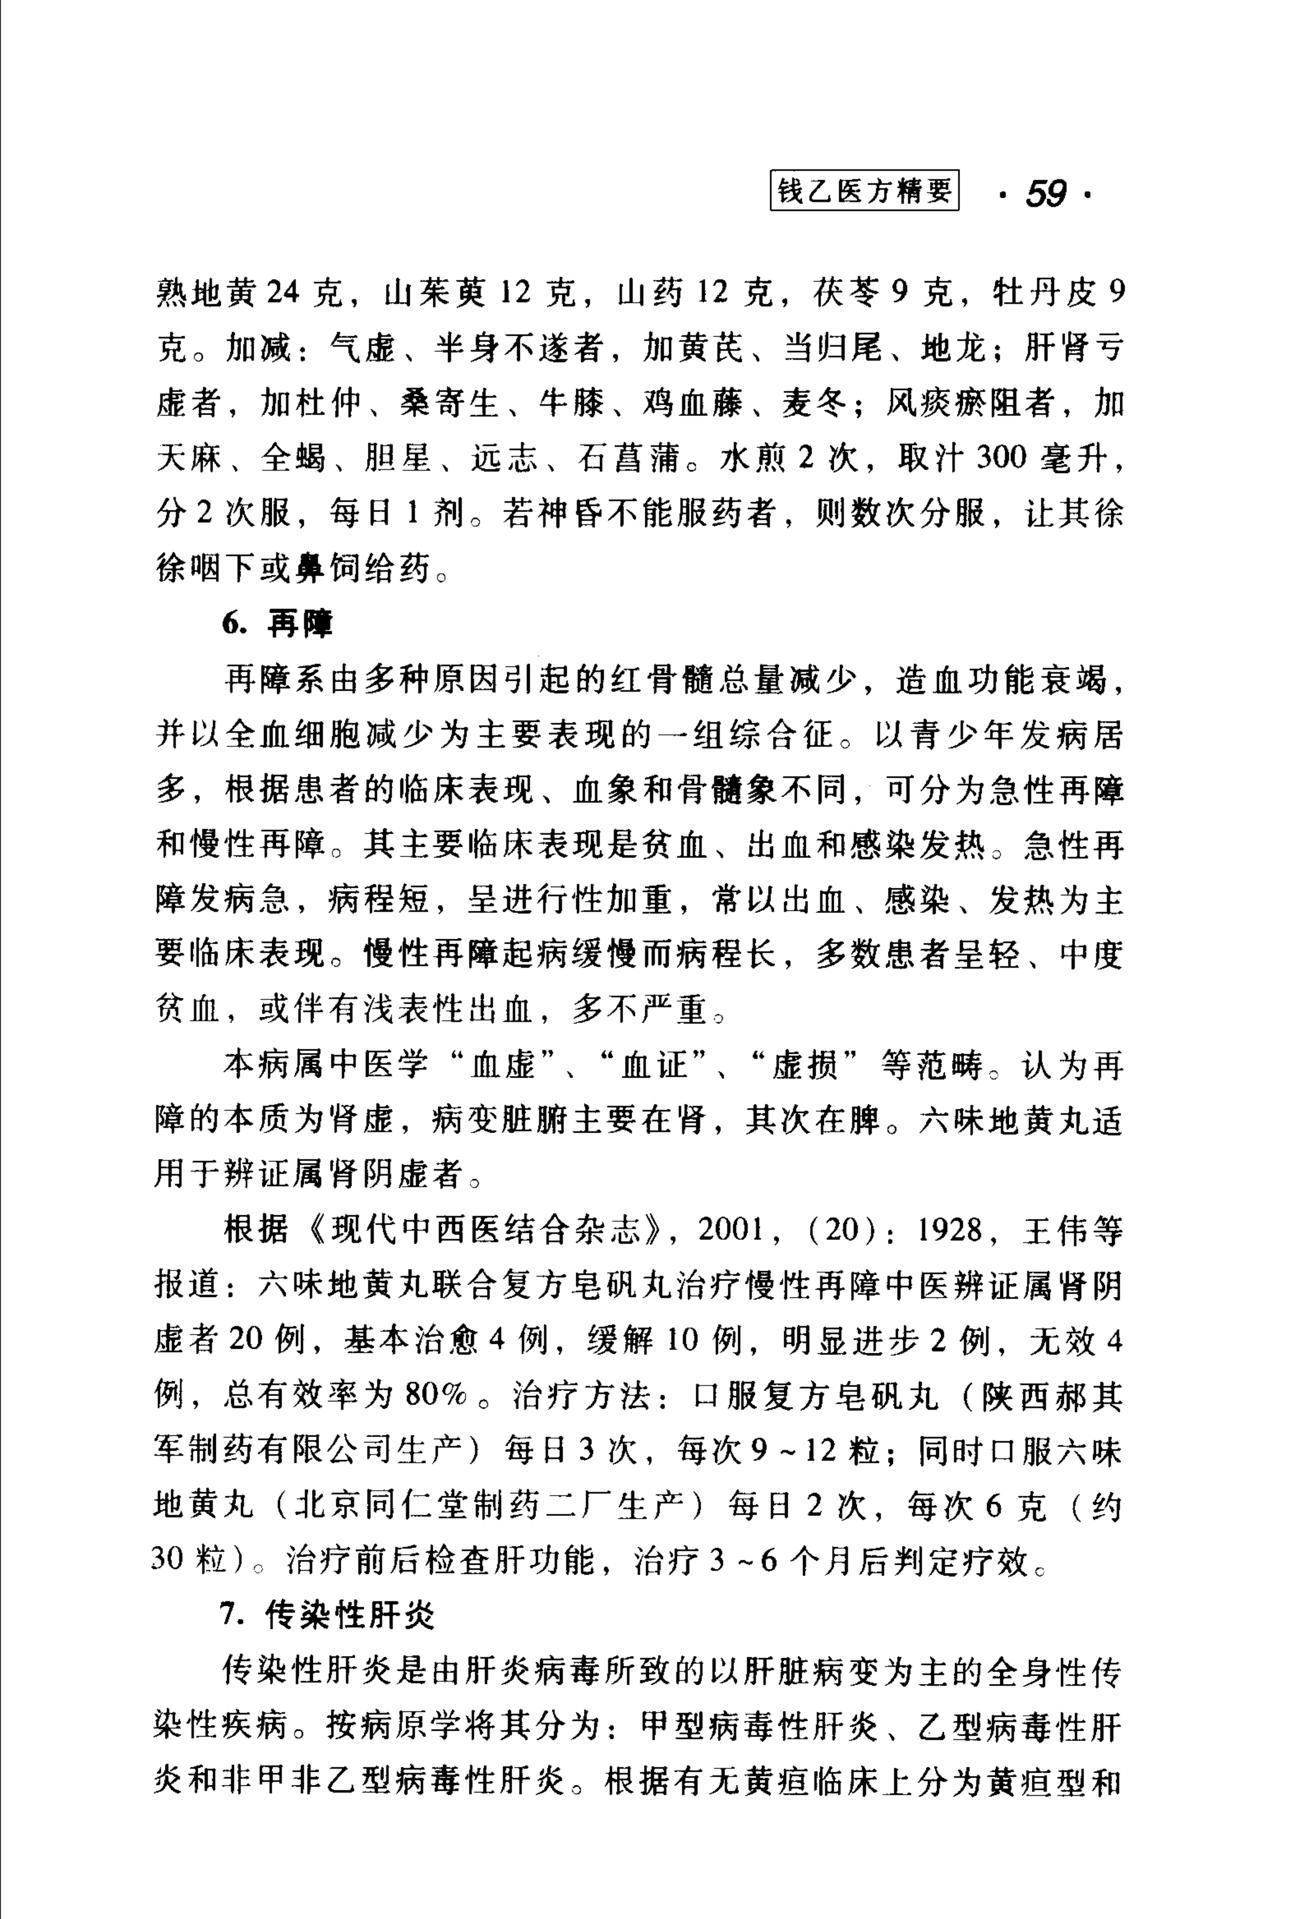 钱乙医方精要 · 59 ·
熟地黄 24 克，山茱萸 12 克，山药 12 克，茯苓 9 克，牡丹皮 9
克。加减：气虚、半身不遂者，加黄芪、当归尾、地龙；肝肾亏
虚者，加杜仲、桑寄生、牛膝、鸡血藤、麦冬；风痰瘀阻者，加
天麻、全蝎、胆星、远志、石菖蒲。水煎 2 次，取汁 300 毫升，
分 2 次服，每日 1 剂。若神昏不能服药者，则数次分服，让其徐
徐咽下或鼻饲给药。
6. 再障
再障系由多种原因引起的红骨髓总量减少，造血功能衰竭，
并以全血细胞减少为主要表现的一组综合征。以青少年发病居
多，根据患者的临床表现、血象和骨髓象不同，可分为急性再障
和慢性再障。其主要临床表现是贫血、出血和感染发热。急性再
障发病急，病程短，呈进行性加重，常以出血、感染、发热为主
要临床表现。慢性再障起病缓慢而病程长，多数患者呈轻、中度
贫血，或伴有浅表性出血，多不严重。
本病属中医学“血虚”、“血证”、“虚损”等范畴。认为再
障的本质为肾虚，病变脏腑主要在肾，其次在脾。六味地黄丸适
用于辨证属肾阴虚者。
根据《现代中西医结合杂志》，2001，(20)：1928，王伟等
报道：六味地黄丸联合复方皂矾丸治疗慢性再障中医辨证属肾阴
虚者 20 例，基本治愈 4 例，缓解 10 例，明显进步 2 例，无效 4
例，总有效率为 80%。治疗方法：口服复方皂矾丸（陕西郝其
军制药有限公司生产）每日 3 次，每次 9～12 粒；同时口服六味
地黄丸（北京同仁堂制药二厂生产）每日 2 次，每次 6 克（约
30 粒）。治疗前后检查肝功能，治疗 3～6 个月后判定疗效。
7. 传染性肝炎
传染性肝炎是由肝炎病毒所致的以肝脏病变为主的全身性传
染性疾病。按病原学将其分为：甲型病毒性肝炎、乙型病毒性肝
炎和非甲非乙型病毒性肝炎。根据有无黄疸临床上分为黄疸型和